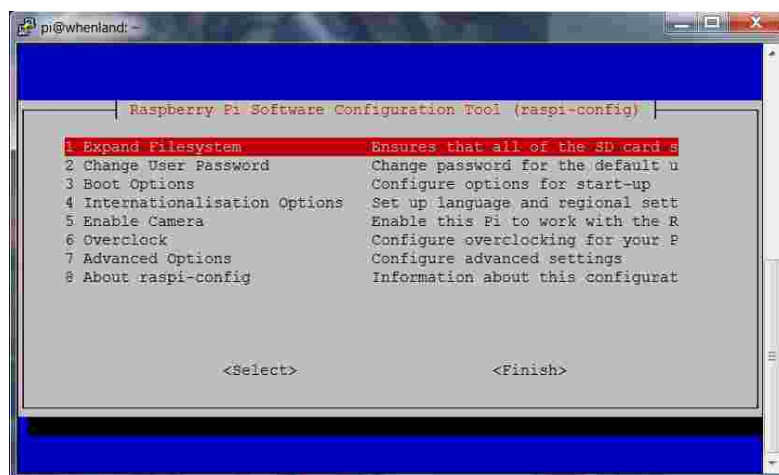 pi@whenland: ~
Raspberry Pi Software Configuration Tool (raspi-config)
1 Expand Filesystem Ensures that all of the SD card s
2 Change User Password Change password for the default u
3 Boot Options Configure options for start-up
4 Internationalisation Options Set up language and regional sett
5 Enable Camera Enable this Pi to work with the R
6 Overclock Configure overclocking for your P
7 Advanced Options Configure advanced settings
8 About raspi-config Information about this configurat
<Select> <Finish>